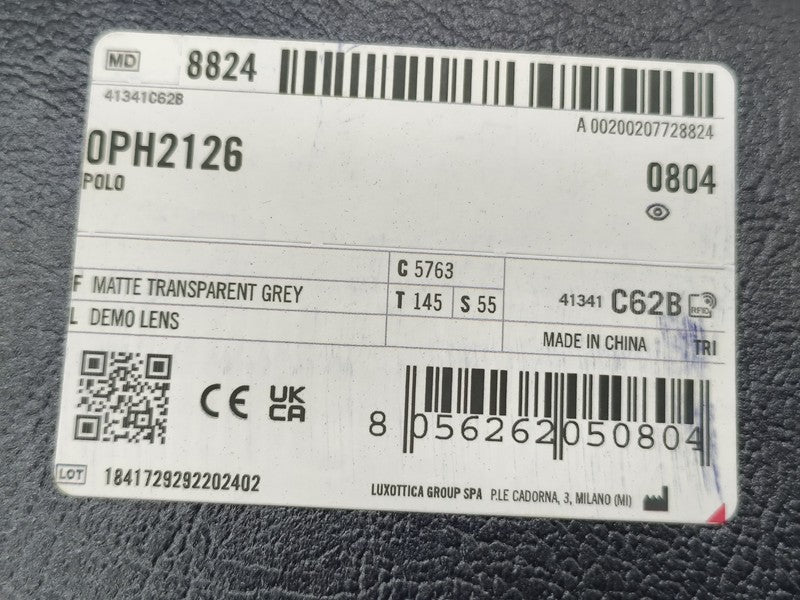 MD 8824
41341C62B
A 00200207728824
0PH2126
POLO
0804
F MATTE TRANSPARENT GREY
L DEMO LENS
C 5763
T 145 S 55
41341 C62B RFID
MADE IN CHINA TRI
CE UK CA
8 056262 050804
LOT 1841729292202402
LUXOTTICA GROUP SPA P.LE CADORNA, 3, MILANO (MI)